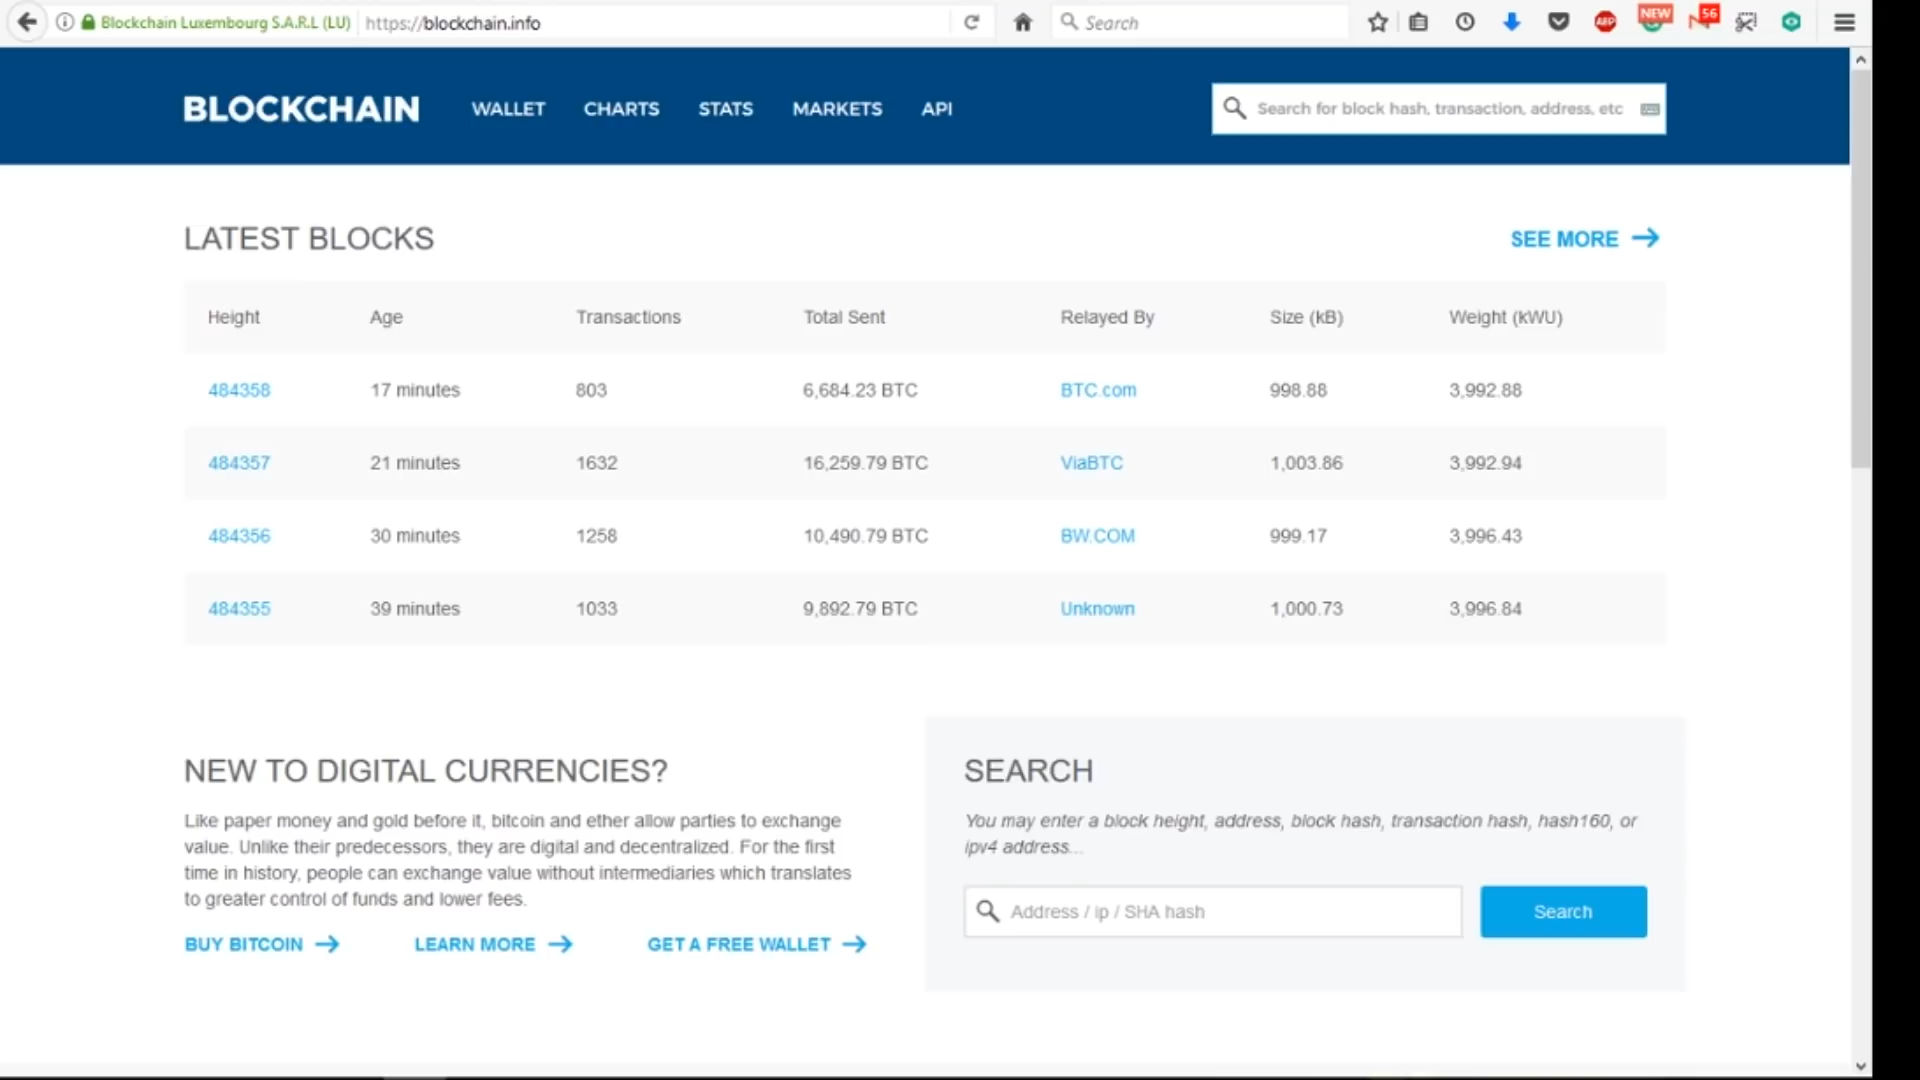 Blockchain Luxembourg S.A.R.L (LU) https://blockchain.info Search ABP NEW 56
BLOCKCHAIN WALLET CHARTS STATS MARKETS API Search for block hash, transaction, address, etc
LATEST BLOCKS SEE MORE
Height Age Transactions Total Sent Relayed By Size (kB) Weight (kWU)
484358 17 minutes 803 6,684.23 BTC BTC.com 998.88 3,992.88
484357 21 minutes 1632 16,259.79 BTC ViaBTC 1,003.86 3,992.94
484356 30 minutes 1258 10,490.79 BTC BW.COM 999.17 3,996.43
484355 39 minutes 1033 9,892.79 BTC Unknown 1,000.73 3,996.84
NEW TO DIGITAL CURRENCIES?
Like paper money and gold before it, bitcoin and ether allow parties to exchange
value. Unlike their predecessors, they are digital and decentralized. For the first
time in history, people can exchange value without intermediaries which translates
to greater control of funds and lower fees.
BUY BITCOIN LEARN MORE GET A FREE WALLET
SEARCH
You may enter a block height, address, block hash, transaction hash, hash160, or
ipv4 address...
Address / ip / SHA hash Search